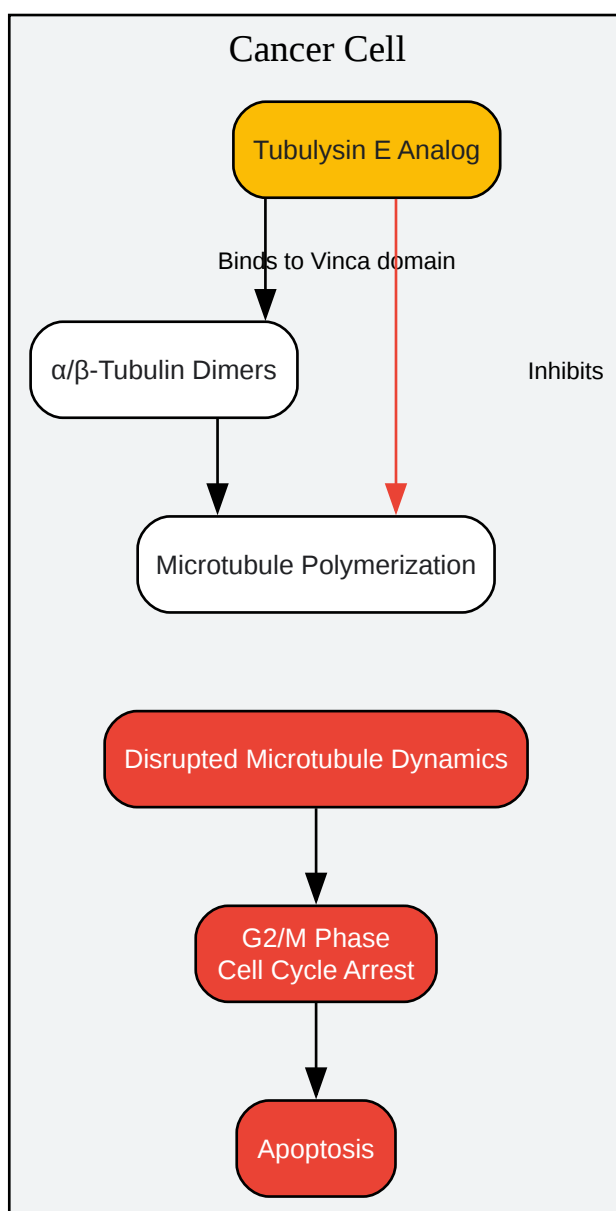 Cancer Cell
Tubulysin E Analog
Binds to Vinca domain
α/β-Tubulin Dimers
Inhibits
Microtubule Polymerization
Disrupted Microtubule Dynamics
G2/M Phase
Cell Cycle Arrest
Apoptosis